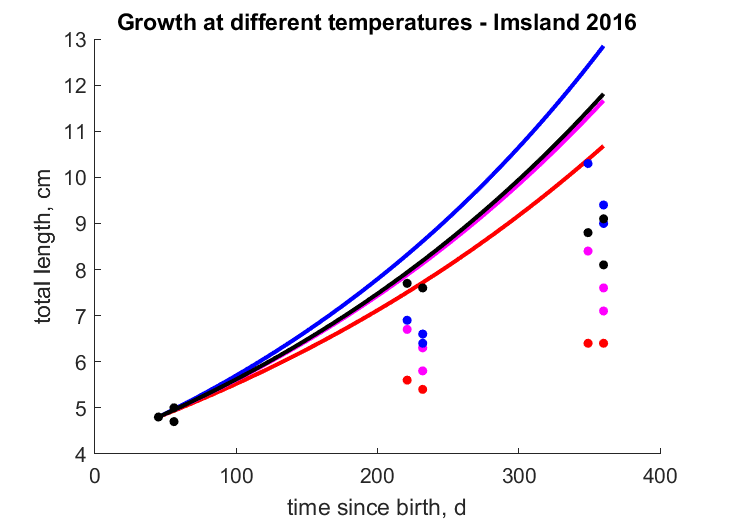 Growth at different temperatures - Imsland 2016
13
12
11
10
9
8
7
6
5
4
total length, cm
0 100 200 300 400
time since birth, d